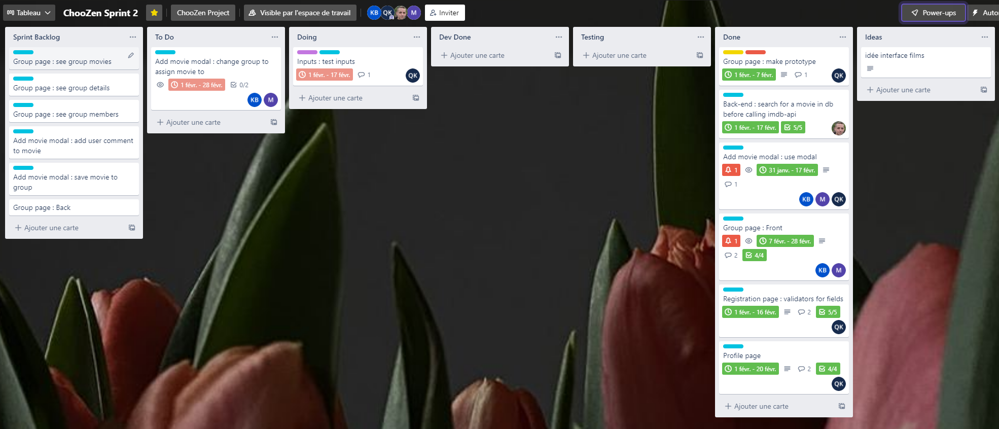 Tableau ChooZen Sprint 2 ChooZen Project Visible par l'espace de travail KB QK M Inviter Power-ups Auto
Sprint Backlog
Group page : see group movies
Group page : see group details
Group page : see group members
Add movie modal : add user comment
to movie
Add movie modal : save movie to
group
Group page : Back
Ajouter une carte
To Do
Add movie modal : change group to
assign movie to
1 févr. - 28 févr. 0/2
KB M
Ajouter une carte
Doing
Inputs : test inputs
1 févr. - 17 févr. 1 QK
Ajouter une carte
Dev Done
Ajouter une carte
Testing
Ajouter une carte
Done
Group page : make prototype
1 févr. - 7 févr. 1 QK
Back-end : search for a movie in db
before calling imdb-api
1 févr. - 17 févr. 5/5
Add movie modal : use modal
1 31 janv. - 17 févr.
1
KB M QK
Group page : Front
1 7 févr. - 28 févr.
2 4/4
KB M
Registration page : validators for fields
1 févr. - 16 févr. 2 5/5
QK
Profile page
1 févr. - 20 févr. 2 4/4
QK
Ajouter une carte
Ideas
idée interface films
Ajouter une carte